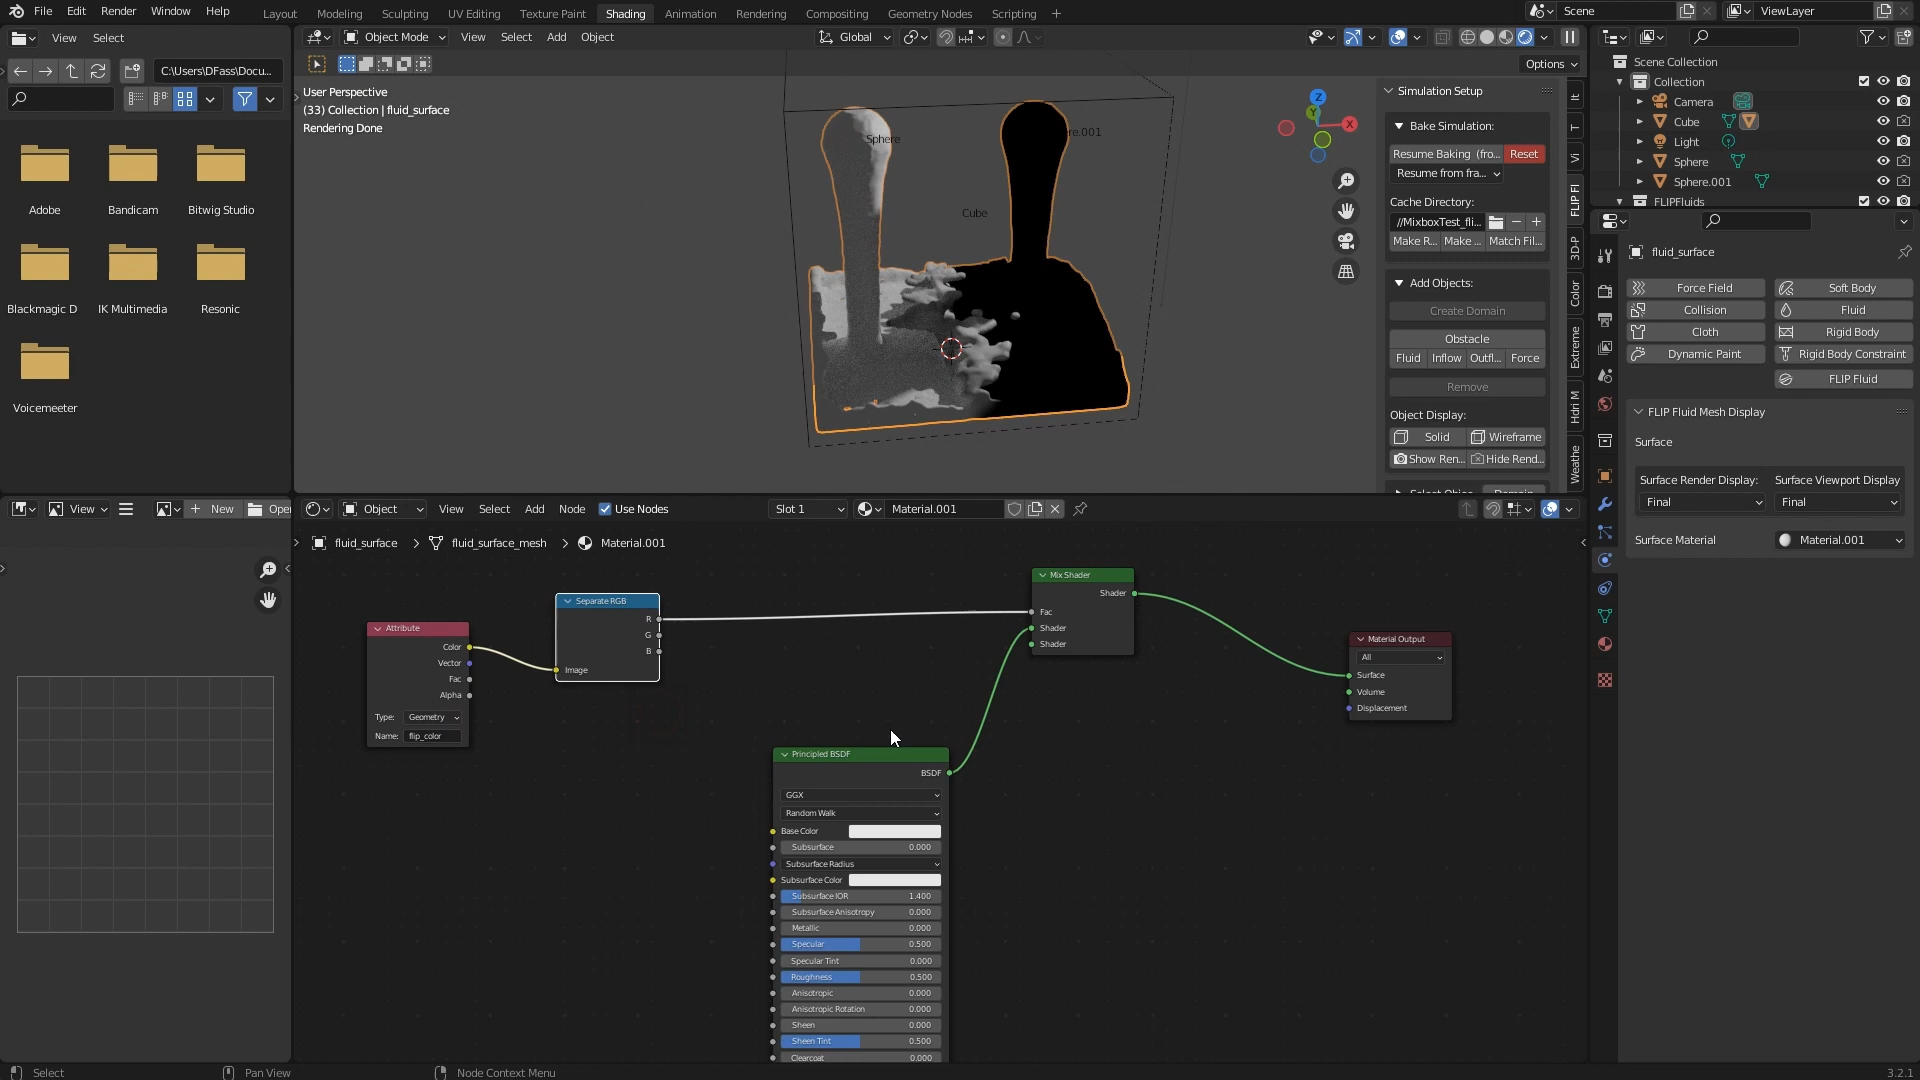 File Edit Render Window Help
Layout Modeling Sculpting UV Editing Texture Paint Shading Animation Rendering Compositing Geometry Nodes Scripting +
Scene ViewLayer
View Select
Object Mode View Select Add Object Global
Options
C:\Users\DFass\Docu...
Adobe Bandicam Bitwig Studio
Blackmagic D IK Multimedia Resonic
Voicemeeter
User Perspective
(33) Collection | fluid_surface
Rendering Done
Sphere
re.001
Cube
Z
Y
X
Simulation Setup
Bake Simulation:
Resume Baking (fro... Reset
Resume from fra...
Cache Directory:
//MixboxTest_fli...
Make R... Make ... Match Fil...
Add Objects:
Create Domain
Obstacle
Fluid Inflow Outfl... Force
Remove
Object Display:
Solid Wireframe
Show Ren... Hide Rend...
It
T
Vi
FLIP Fl
3D-P
Color
Extreme
Hdri M
Weathe
Scene Collection
Collection
Camera
Cube
Light
Sphere
Sphere.001
FLIPFluids
fluid_surface
Force Field Soft Body
Collision Fluid
Cloth Rigid Body
Dynamic Paint Rigid Body Constraint
FLIP Fluid
FLIP Fluid Mesh Display
Surface
Surface Render Display: Surface Viewport Display
Final Final
Surface Material Material.001
View New Open
Object View Select Add Node Use Nodes Slot 1 Material.001
fluid_surface > fluid_surface_mesh > Material.001
Attribute
Color
Vector
Fac
Alpha
Type: Geometry
Name: flip_color
Separate RGB
R
G
B
Image
Mix Shader
Shader
Fac
Shader
Shader
Material Output
All
Surface
Volume
Displacement
Principled BSDF
BSDF
GGX
Random Walk
Base Color
Subsurface 0.000
Subsurface Radius
Subsurface Color
Subsurface IOR 1.400
Subsurface Anisotropy 0.000
Metallic 0.000
Specular 0.500
Specular Tint 0.000
Roughness 0.500
Anisotropic 0.000
Anisotropic Rotation 0.000
Sheen 0.000
Sheen Tint 0.500
Clearcoat 0.000
Select Pan View Node Context Menu 3.2.1